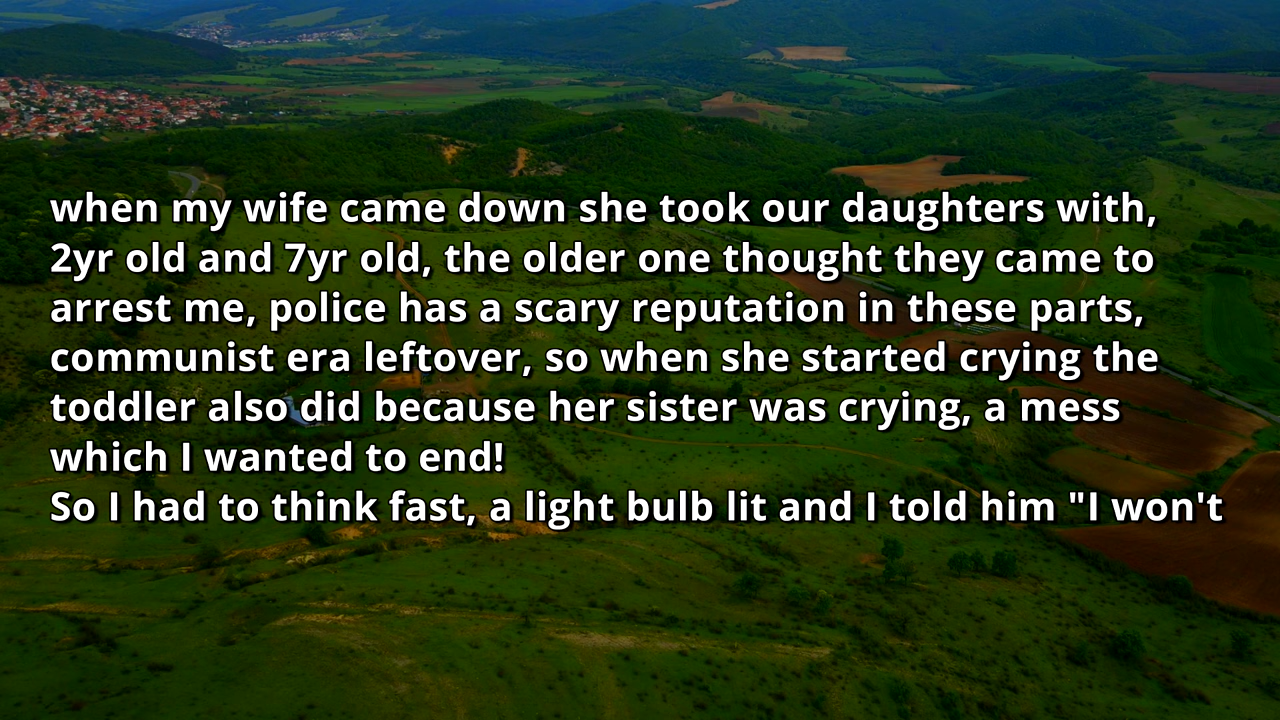 when my wife came down she took our daughters with,
2yr old and 7yr old, the older one thought they came to
arrest me, police has a scary reputation in these parts,
communist era leftover, so when she started crying the
toddler also did because her sister was crying, a mess
which I wanted to end!
So I had to think fast, a light bulb lit and I told him "I won't